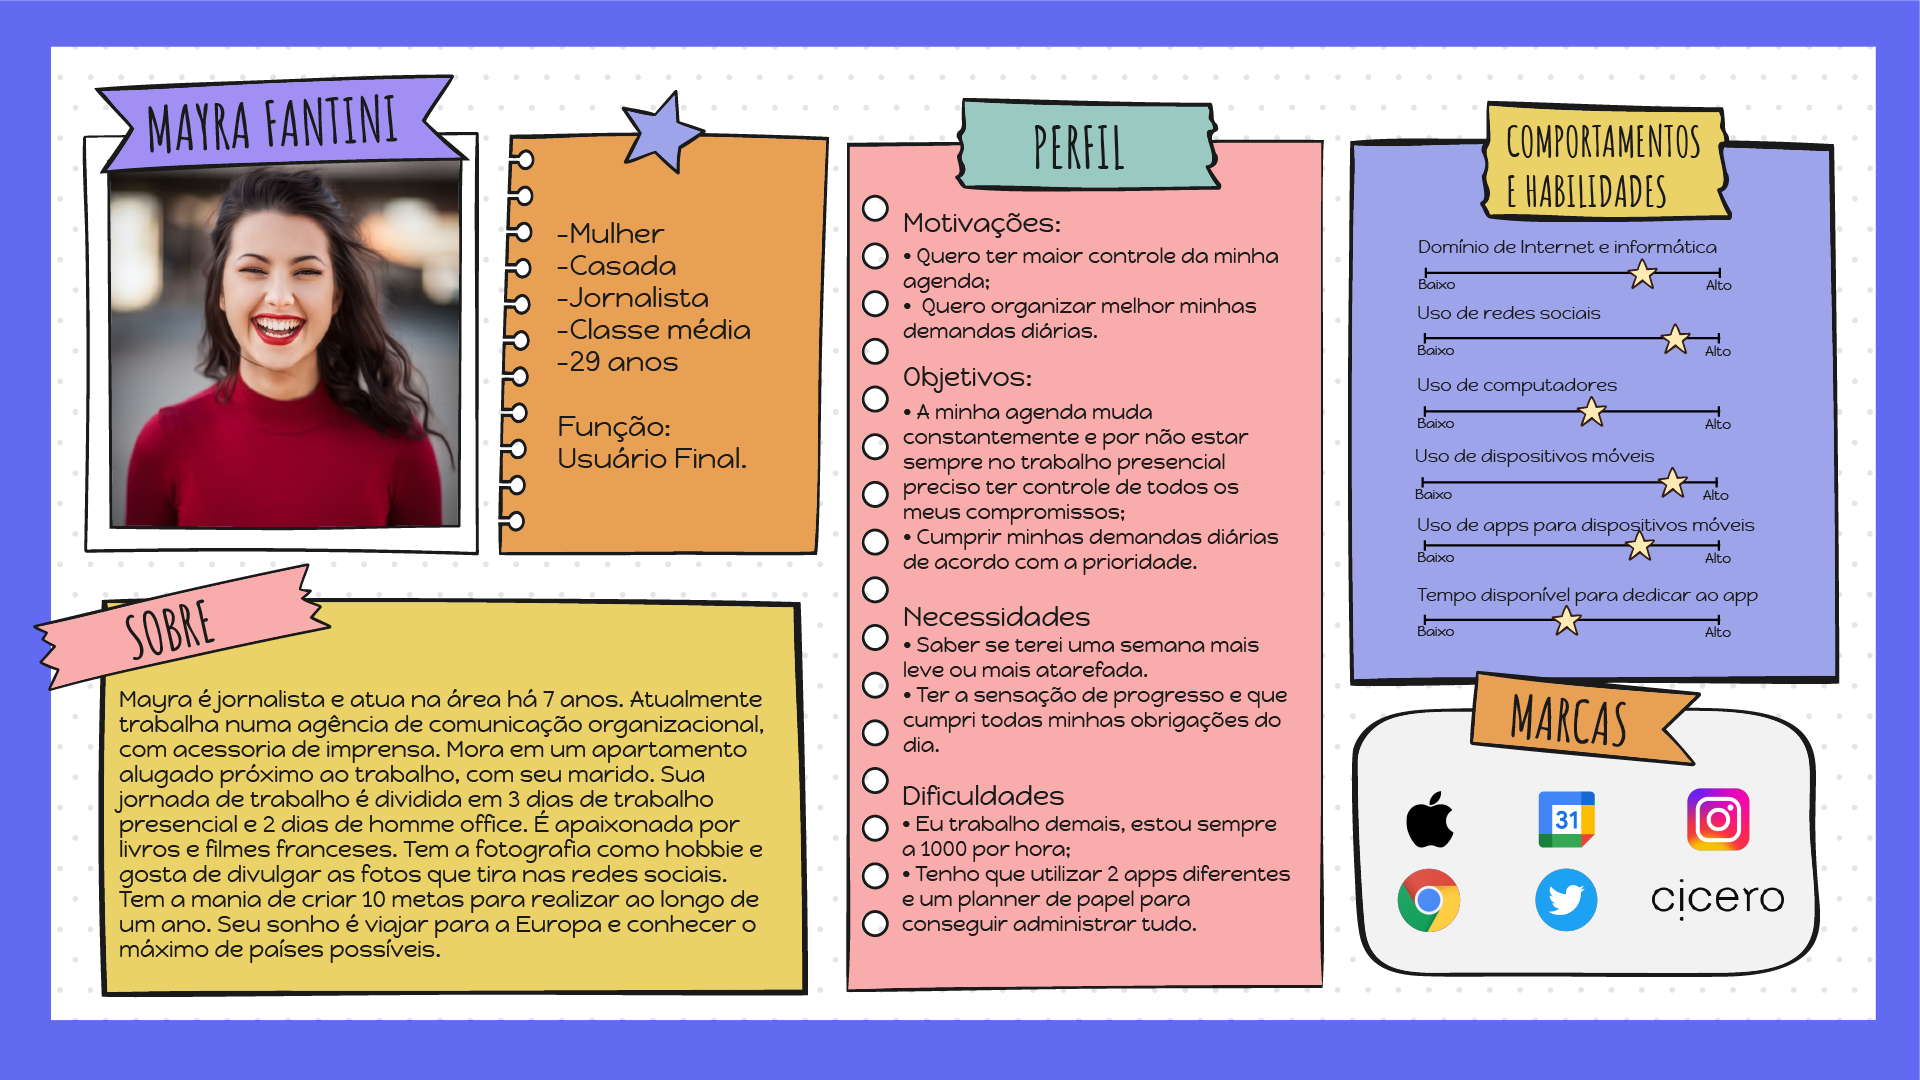 MAYRA FANTINI
-Mulher
-Casada
-Jornalista
-Classe média
-29 anos
Função:
Usuário Final.
SOBRE
Mayra é jornalista e atua na área há 7 anos. Atualmente
trabalha numa agência de comunicação organizacional,
com acessoria de imprensa. Mora em um apartamento
alugado próximo ao trabalho, com seu marido. Sua
jornada de trabalho é dividida em 3 dias de trabalho
presencial e 2 dias de homme office. É apaixonada por
livros e filmes franceses. Tem a fotografia como hobbie e
gosta de divulgar as fotos que tira nas redes sociais.
Tem a mania de criar 10 metas para realizar ao longo de
um ano. Seu sonho é viajar para a Europa e conhecer o
máximo de países possíveis.
PERFIL
Motivações:
• Quero ter maior controle da minha
agenda;
• Quero organizar melhor minhas
demandas diárias.
Objetivos:
• A minha agenda muda
constantemente e por não estar
sempre no trabalho presencial
preciso ter controle de todos os
meus compromissos;
• Cumprir minhas demandas diárias
de acordo com a prioridade.
Necessidades
• Saber se terei uma semana mais
leve ou mais atarefada.
• Ter a sensação de progresso e que
cumpri todas minhas obrigações do
dia.
Dificuldades
• Eu trabalho demais, estou sempre
a 1000 por hora;
• Tenho que utilizar 2 apps diferentes
e um planner de papel para
conseguir administrar tudo.
COMPORTAMENTOS
E HABILIDADES
Domínio de Internet e informática
Baixo Alto
Uso de redes sociais
Baixo Alto
Uso de computadores
Baixo Alto
Uso de dispositivos móveis
Baixo Alto
Uso de apps para dispositivos móveis
Baixo Alto
Tempo disponível para dedicar ao app
Baixo Alto
MARCAS
31
cicero